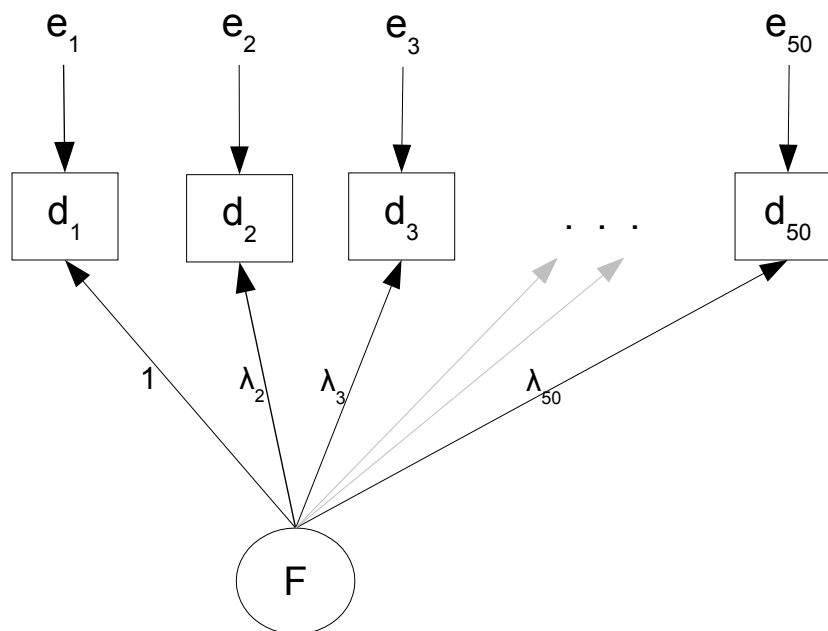 e₁ e₂ e₃ e₅₀
d₁ d₂ d₃ . . . d₅₀
1 λ₂ λ₃ λ₅₀
F